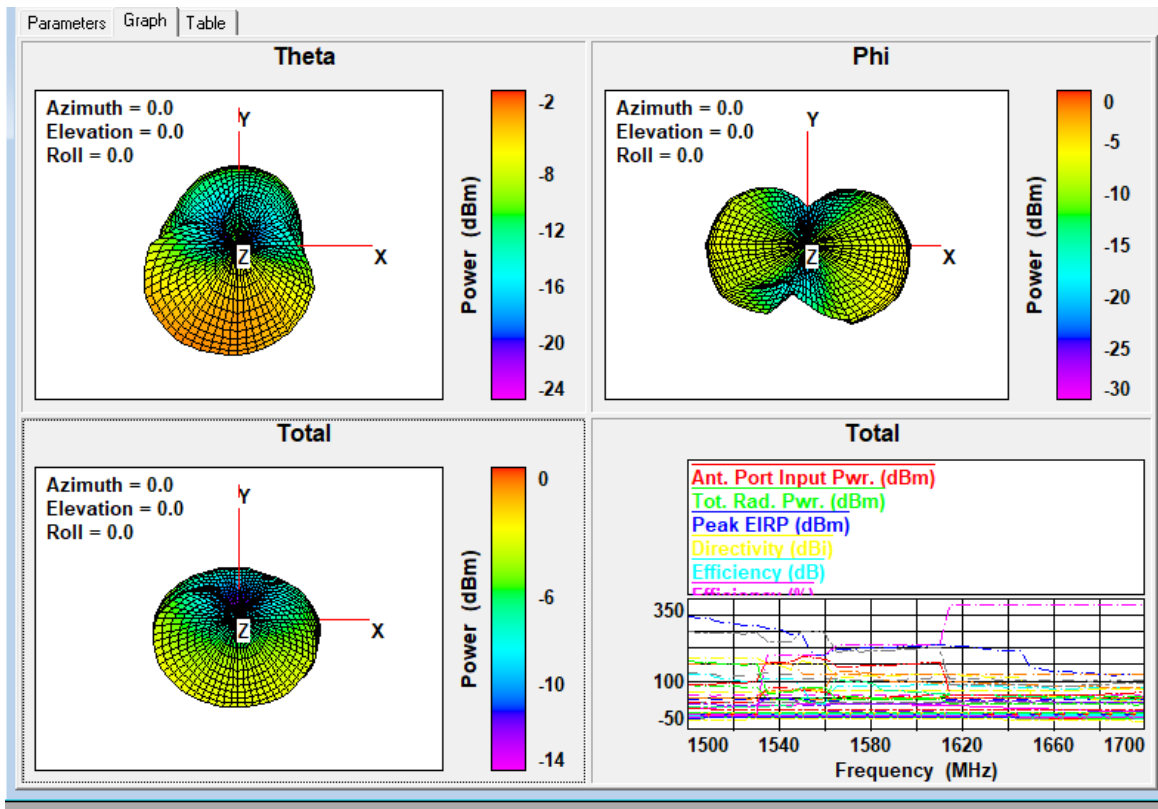 Parameters Graph Table
Theta
Azimuth = 0.0
Elevation = 0.0
Roll = 0.0
Y
X
Z
Power (dBm)
-2
-8
-12
-16
-20
-24
Phi
Azimuth = 0.0
Elevation = 0.0
Roll = 0.0
Y
X
Z
Power (dBm)
0
-5
-10
-15
-20
-25
-30
Total
Azimuth = 0.0
Elevation = 0.0
Roll = 0.0
Y
X
Z
Power (dBm)
0
-6
-10
-14
Total
Ant. Port Input Pwr. (dBm)
Tot. Rad. Pwr. (dBm)
Peak EIRP (dBm)
Directivity (dBi)
Efficiency (dB)
Efficiency (%)
350
100
-50
1500 1540 1580 1620 1660 1700
Frequency (MHz)